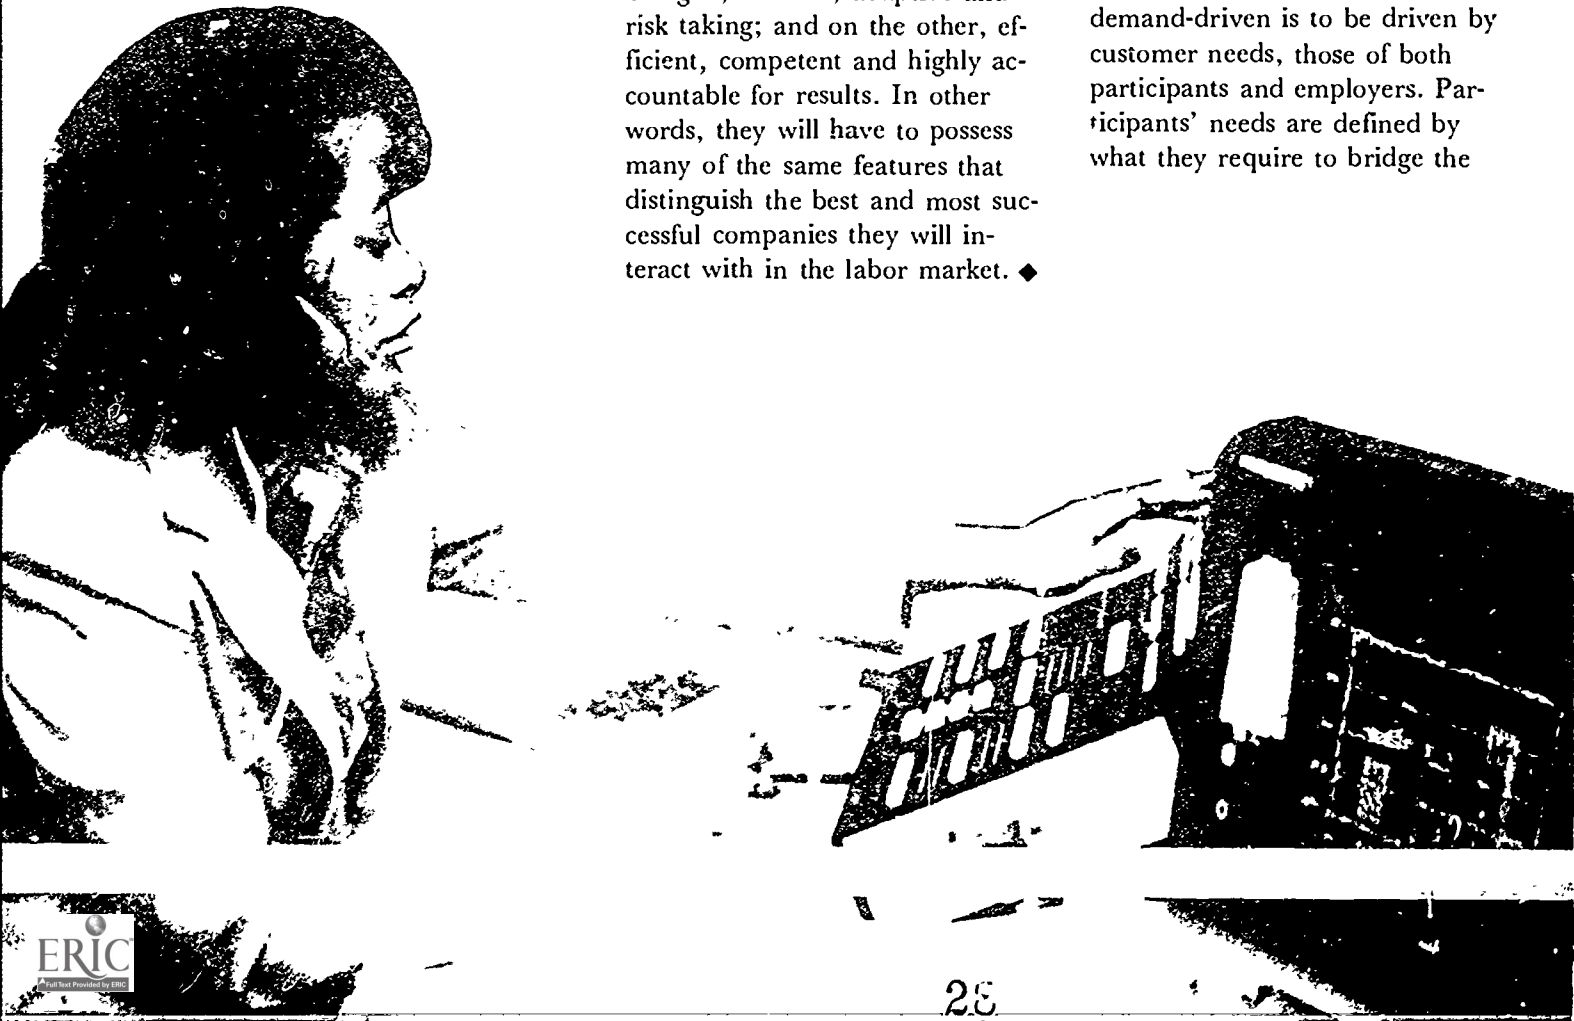 risk taking; and on the other, ef-
ficient, competent and highly ac-
countable for results. In other
words, they will have to possess
many of the same features that
distinguish the best and most suc-
cessful companies they will in-
teract with in the labor market. ◆
demand-driven is to be driven by
customer needs, those of both
participants and employers. Par-
ticipants' needs are defined by
what they require to bridge the
ERIC
Full Text Provided by ERIC